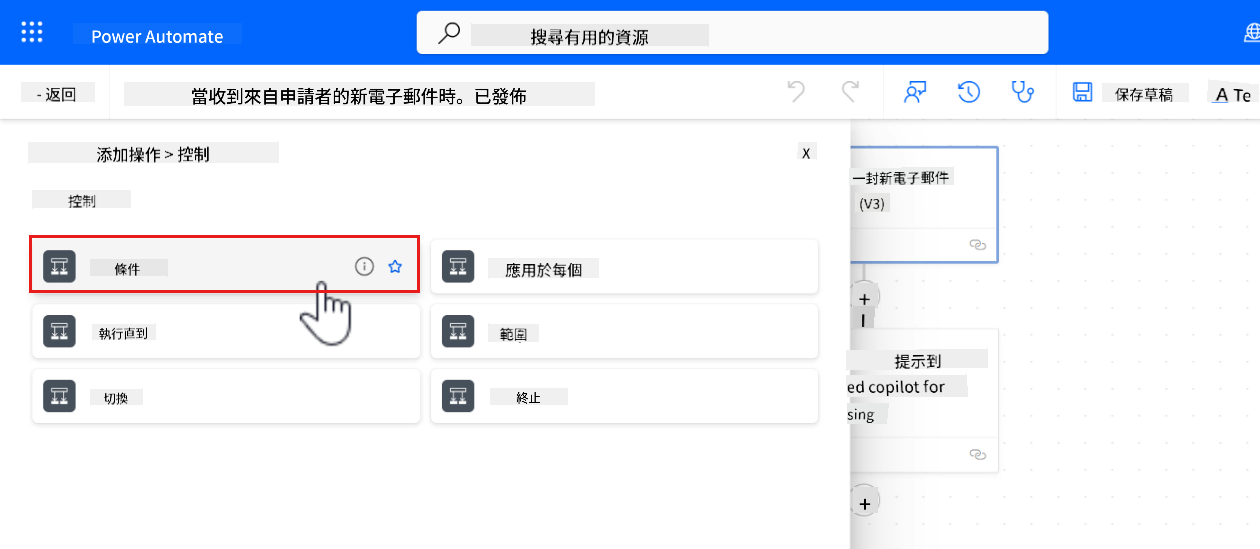 Power Automate
搜尋有用的資源
- 返回
當收到來自申請者的新電子郵件時。已發佈
保存草稿
A Te
添加操作 > 控制
X
控制
條件
應用於每個
執行直到
範圍
切換
終止
一封新電子郵件
(V3)
提示到
ed copilot for
sing